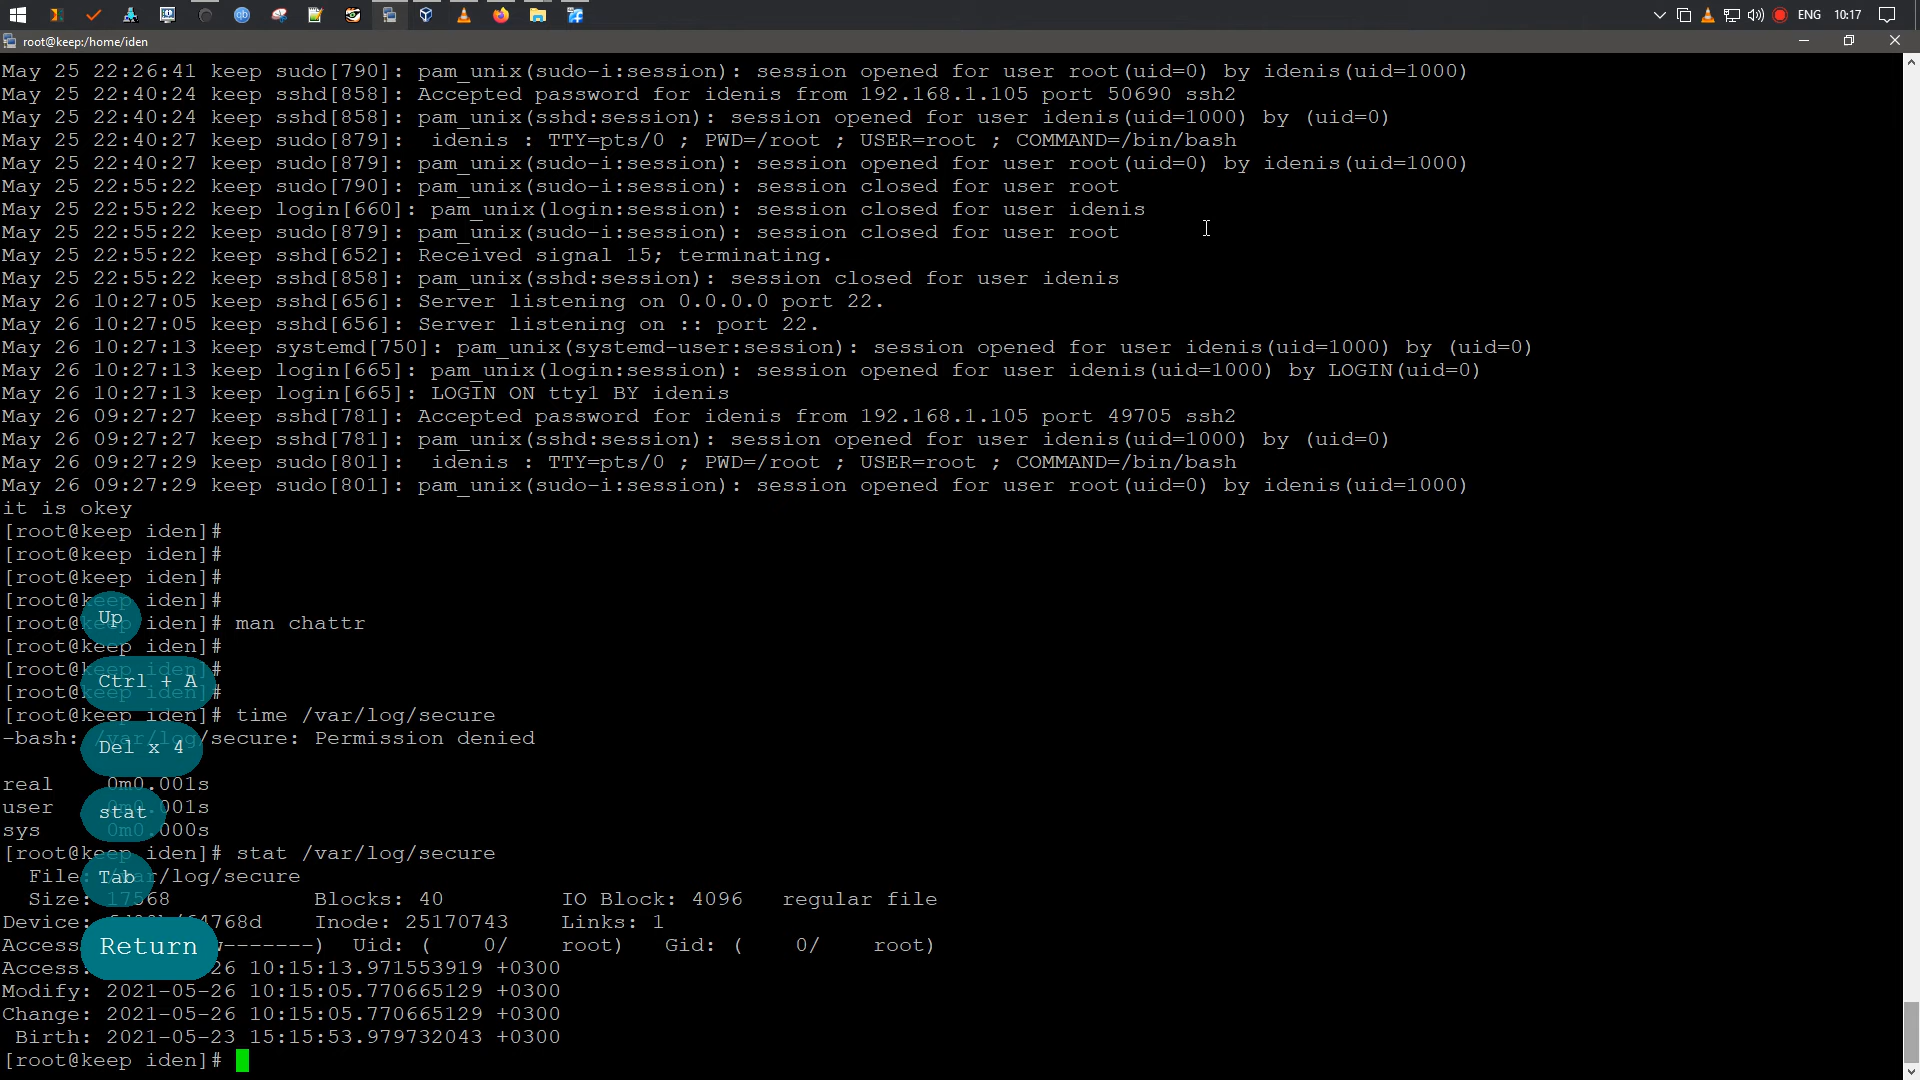 ENG 10:17
root@keep:/home/iden
May 25 22:26:41 keep sudo[790]: pam_unix(sudo-i:session): session opened for user root(uid=0) by idenis(uid=1000)
May 25 22:40:24 keep sshd[858]: Accepted password for idenis from 192.168.1.105 port 50690 ssh2
May 25 22:40:24 keep sshd[858]: pam_unix(sshd:session): session opened for user idenis(uid=1000) by (uid=0)
May 25 22:40:27 keep sudo[879]:  idenis : TTY=pts/0 ; PWD=/root ; USER=root ; COMMAND=/bin/bash
May 25 22:40:27 keep sudo[879]: pam_unix(sudo-i:session): session opened for user root(uid=0) by idenis(uid=1000)
May 25 22:55:22 keep sudo[790]: pam_unix(sudo-i:session): session closed for user root
May 25 22:55:22 keep login[660]: pam_unix(login:session): session closed for user idenis
May 25 22:55:22 keep sudo[879]: pam_unix(sudo-i:session): session closed for user root
May 25 22:55:22 keep sshd[652]: Received signal 15; terminating.
May 25 22:55:22 keep sshd[858]: pam_unix(sshd:session): session closed for user idenis
May 26 10:27:05 keep sshd[656]: Server listening on 0.0.0.0 port 22.
May 26 10:27:05 keep sshd[656]: Server listening on :: port 22.
May 26 10:27:13 keep systemd[750]: pam_unix(systemd-user:session): session opened for user idenis(uid=1000) by (uid=0)
May 26 10:27:13 keep login[665]: pam_unix(login:session): session opened for user idenis(uid=1000) by LOGIN(uid=0)
May 26 10:27:13 keep login[665]: LOGIN ON tty1 BY idenis
May 26 09:27:27 keep sshd[781]: Accepted password for idenis from 192.168.1.105 port 49705 ssh2
May 26 09:27:27 keep sshd[781]: pam_unix(sshd:session): session opened for user idenis(uid=1000) by (uid=0)
May 26 09:27:29 keep sudo[801]:  idenis : TTY=pts/0 ; PWD=/root ; USER=root ; COMMAND=/bin/bash
May 26 09:27:29 keep sudo[801]: pam_unix(sudo-i:session): session opened for user root(uid=0) by idenis(uid=1000)
it is okey
[root@keep iden]#
[root@keep iden]#
[root@keep iden]#
[root@keep iden]#
Up
[root@keep iden]# man chattr
[root@keep iden]#
[root@keep iden]#
Ctrl + A
[root@keep iden]#
[root@keep iden]# time /var/log/secure
-bash: /var/log/secure: Permission denied
Del x 4
real    0m0.001s
user    0m0.001s
stat
sys     0m0.000s
[root@keep iden]# stat /var/log/secure
File: /var/log/secure
Tab
Size: 17568 Blocks: 40 IO Block: 4096 regular file
Device: /64768d Inode: 25170743 Links: 1
Access -------) Uid: ( 0/ root) Gid: ( 0/ root)
Return
Access: 26 10:15:13.971553919 +0300
Modify: 2021-05-26 10:15:05.770665129 +0300
Change: 2021-05-26 10:15:05.770665129 +0300
Birth: 2021-05-23 15:15:53.979732043 +0300
[root@keep iden]#